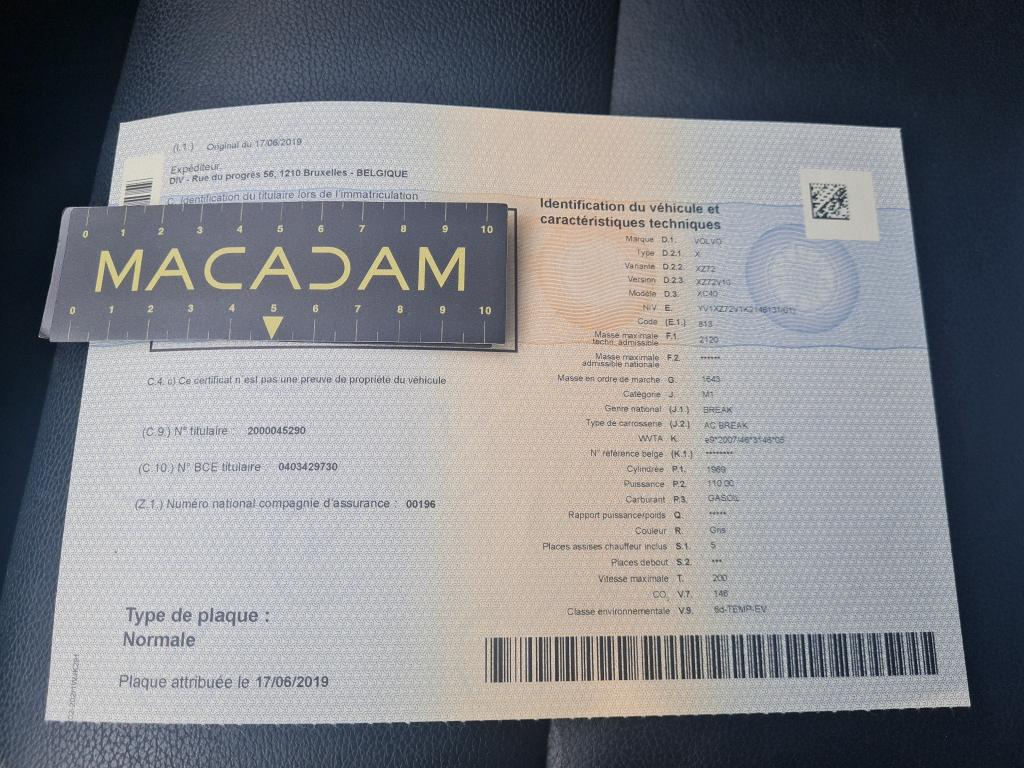 (I.1.) Original du 17/06/2019
Expéditeur.
DIV - Rue du progrès 56, 1210 Bruxelles - BELGIQUE
C. Identification du titulaire lors de l'immatriculation
0 1 2 3 4 5 6 7 8 9 10
MACADAM
0 1 2 3 4 5 6 7 8 9 10
C.4. c) Ce certificat n'est pas une preuve de propriété du véhicule
(C.9.) N° titulaire : 2000045290
(C.10.) N° BCE titulaire : 0403429730
(Z.1.) Numéro national compagnie d'assurance : 00196
Type de plaque :
Normale
Plaque attribuée le 17/06/2019
Identification du véhicule et
caractéristiques techniques
Marque D.1. VOLVO
Type D.2.1. X
Variante D.2.2. XZ72
Version D.2.3. XZ72V10
Modèle D.3. XC40
NIV E.
Code (E.1.) 813
Masse maximale
techn. admissible F.1. 2120
Masse maximale
admissible nationale F.2. ******
Masse en ordre de marche G. 1643
Catégorie J. M1
Genre national (J.1.) BREAK
Type de carrosserie (J.2.) AC BREAK
WVTA K. e9*2007/46*3146*05
N° référence belge (K.1.) ********
Cylindrée P.1. 1969
Puissance P.2. 110.00
Carburant P.3. GASOIL
Rapport puissance/poids Q. *****
Couleur R. Gris
Places assises chauffeur inclus S.1. 5
Places debout S.2. ***
Vitesse maximale T. 200
CO₂ V.7. 146
Classe environnementale V.9. 6d-TEMP-EV